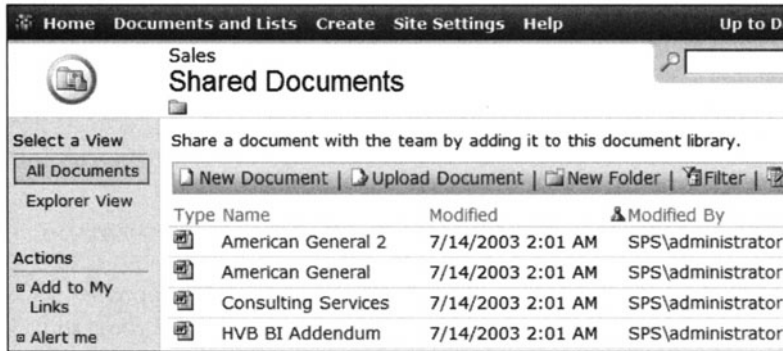 Home Documents and Lists Create Site Settings Help Up to D
Sales
Shared Documents
Select a View
All Documents
Explorer View
Actions
Add to My
Links
Alert me
Share a document with the team by adding it to this document library.
New Document | Upload Document | New Folder | Filter |
Type Name Modified Modified By
American General 2 7/14/2003 2:01 AM SPS\administrator
American General 7/14/2003 2:01 AM SPS\administrator
Consulting Services 7/14/2003 2:01 AM SPS\administrator
HVB BI Addendum 7/14/2003 2:01 AM SPS\administrator